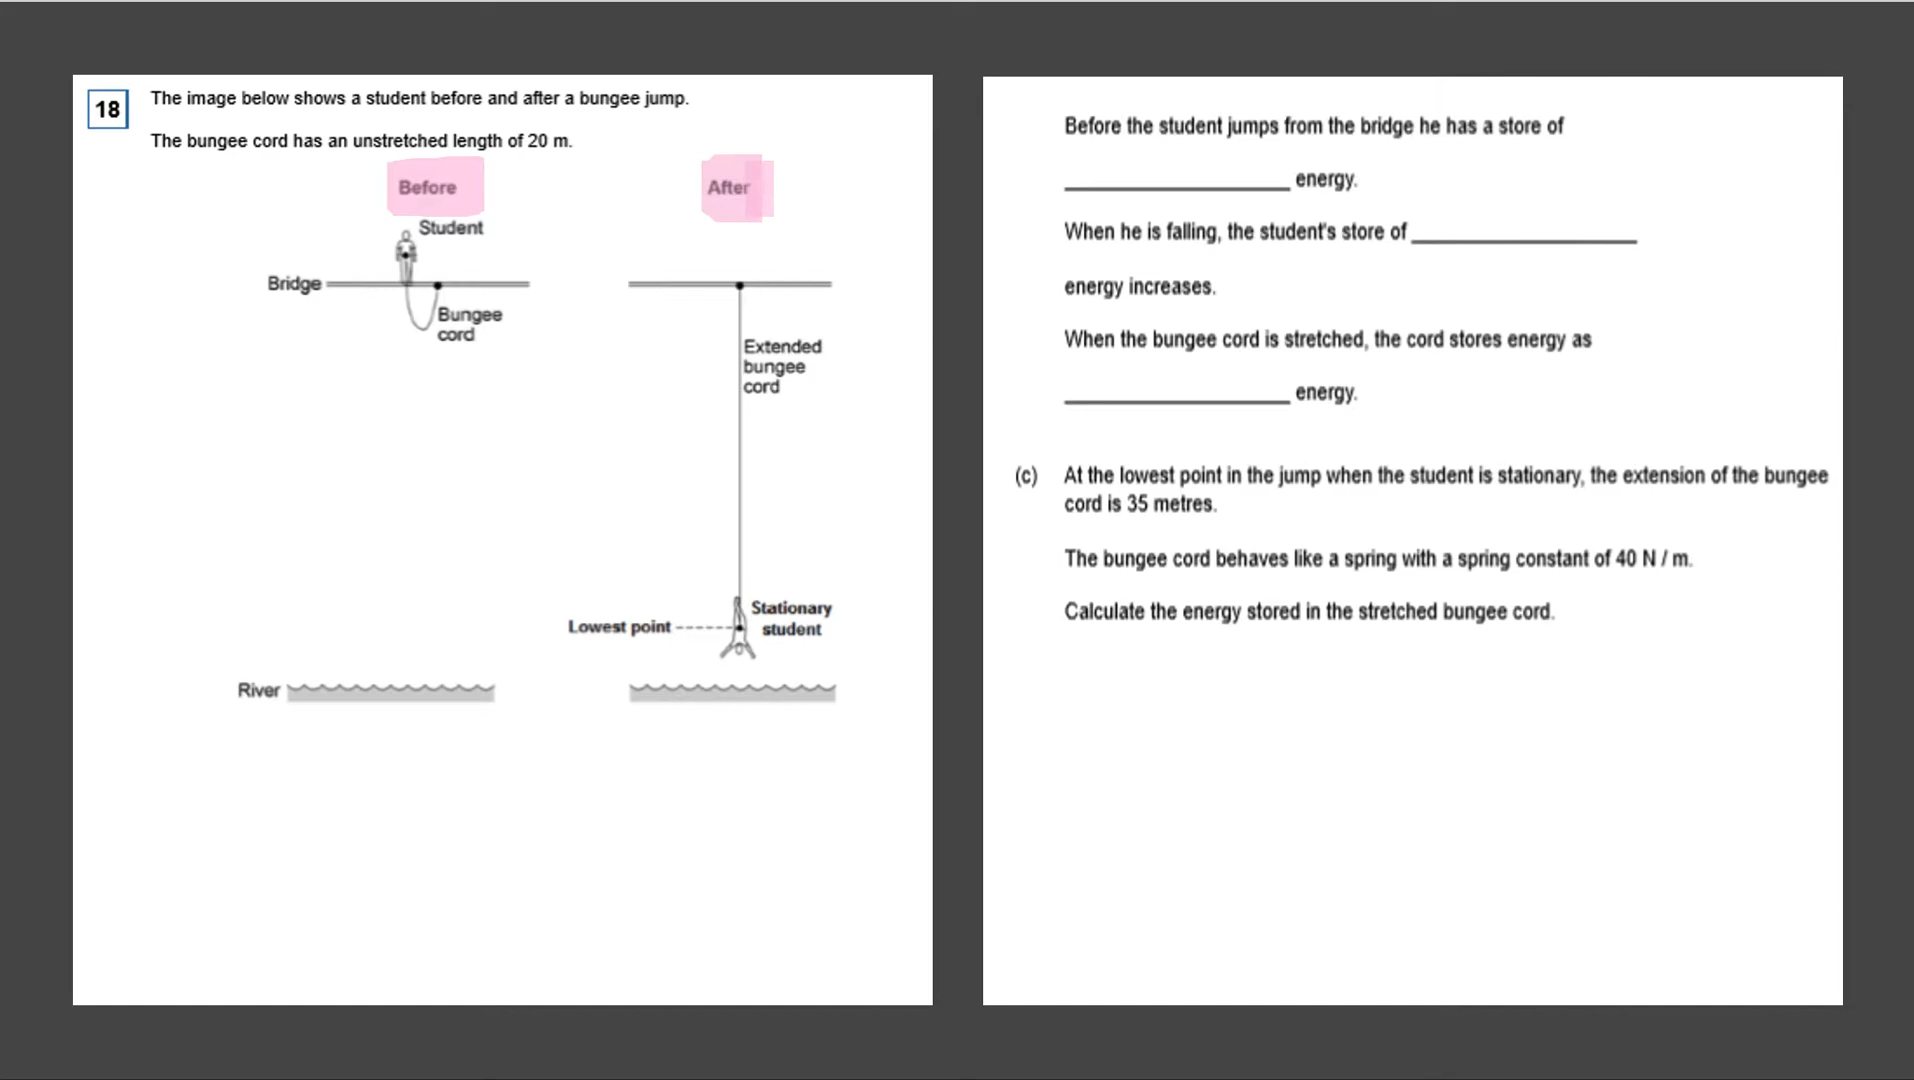 18
The image below shows a student before and after a bungee jump.
The bungee cord has an unstretched length of 20 m.
Before
After
Student
Bridge
Bungee
cord
Extended
bungee
cord
Lowest point
Stationary
student
River
Before the student jumps from the bridge he has a store of
energy.
When he is falling, the student's store of
energy increases.
When the bungee cord is stretched, the cord stores energy as
energy.
(c) At the lowest point in the jump when the student is stationary, the extension of the bungee
cord is 35 metres.
The bungee cord behaves like a spring with a spring constant of 40 N / m.
Calculate the energy stored in the stretched bungee cord.